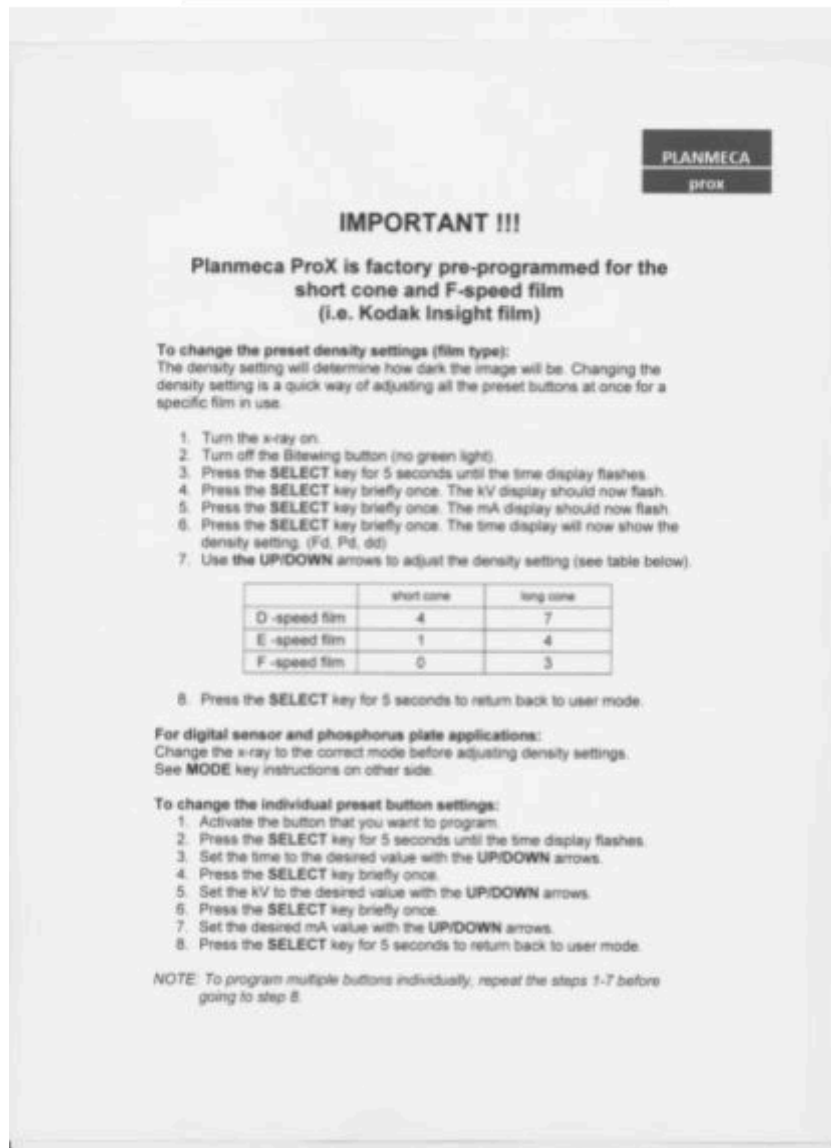 PLANMECA
prox
IMPORTANT !!!
Planmeca ProX is factory pre-programmed for the
short cone and F-speed film
(i.e. Kodak Insight film)
To change the preset density settings (film type):
The density setting will determine how dark the image will be. Changing the
density setting is a quick way of adjusting all the preset buttons at once for a
specific film in use.
1. Turn the x-ray on.
2. Turn off the Bitewing button (no green light).
3. Press the SELECT key for 5 seconds until the time display flashes.
4. Press the SELECT key briefly once. The kV display should now flash.
5. Press the SELECT key briefly once. The mA display should now flash.
6. Press the SELECT key briefly once. The time display will now show the
density setting. (Fd, Pd, dd)
7. Use the UP/DOWN arrows to adjust the density setting (see table below).
short cone long cone
D -speed film 4 7
E -speed film 1 4
F -speed film 0 3
8. Press the SELECT key for 5 seconds to return back to user mode.
For digital sensor and phosphorus plate applications:
Change the x-ray to the correct mode before adjusting density settings.
See MODE key instructions on other side.
To change the individual preset button settings:
1. Activate the button that you want to program.
2. Press the SELECT key for 5 seconds until the time display flashes.
3. Set the time to the desired value with the UP/DOWN arrows.
4. Press the SELECT key briefly once.
5. Set the kV to the desired value with the UP/DOWN arrows.
6. Press the SELECT key briefly once.
7. Set the desired mA value with the UP/DOWN arrows.
8. Press the SELECT key for 5 seconds to return back to user mode.
NOTE: To program multiple buttons individually, repeat the steps 1-7 before
going to step 8.